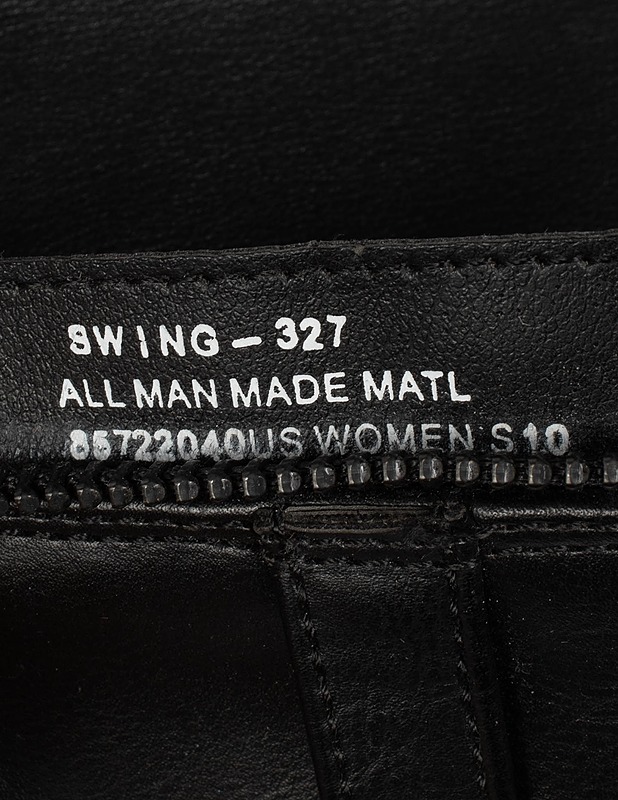 SWING - 327
ALL MAN MADE MATL
85722040US WOMEN'S10